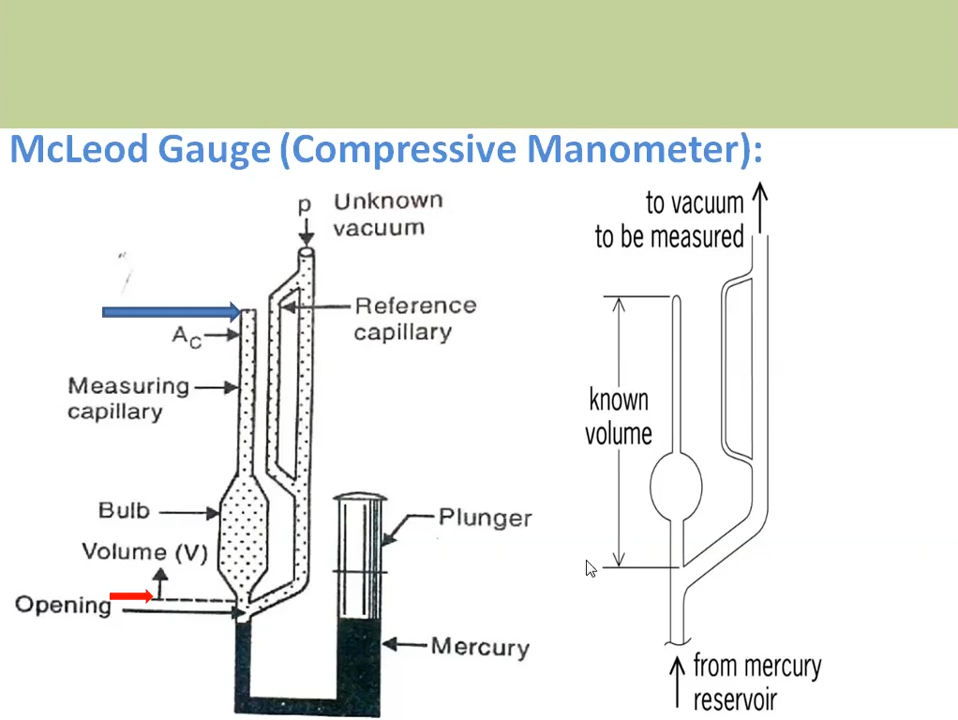 McLeod Gauge (Compressive Manometer):
p Unknown
vacuum
Reference
capillary
A_C
Measuring
capillary
Bulb
Volume (V)
Opening
Plunger
Mercury
to vacuum
to be measured
known
volume
from mercury
reservoir